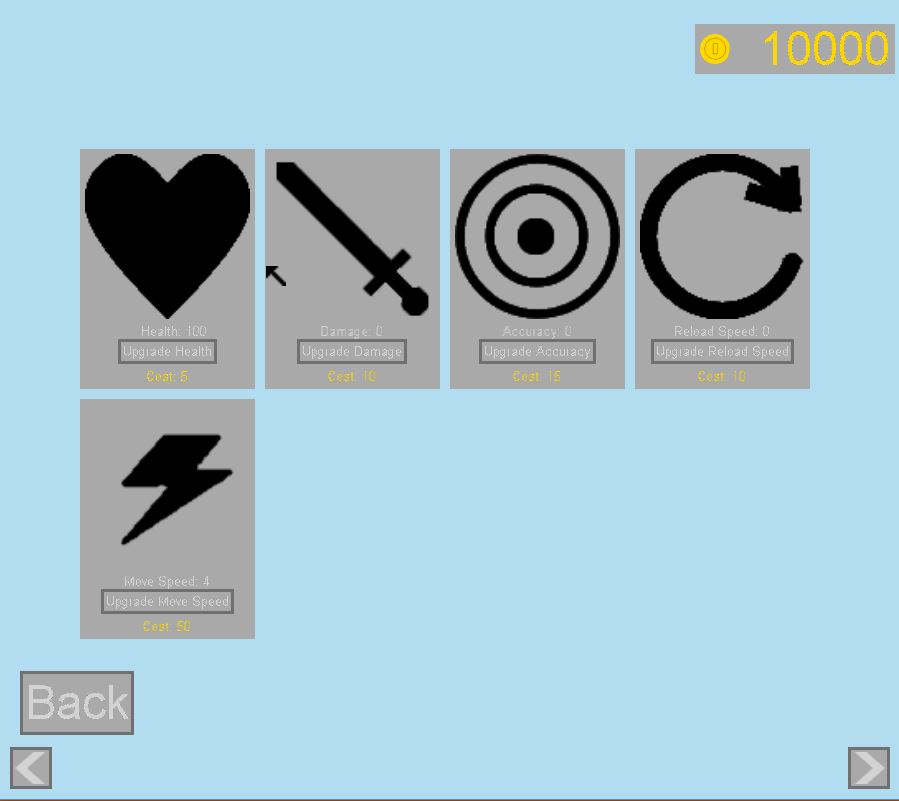 10000
Health: 100
Upgrade Health
Cost: 5
Damage: 0
Upgrade Damage
Cost: 10
Accuracy: 0
Upgrade Accuracy
Cost: 15
Reload Speed: 0
Upgrade Reload Speed
Cost: 10
Move Speed: 4
Upgrade Move Speed
Cost: 50
Back